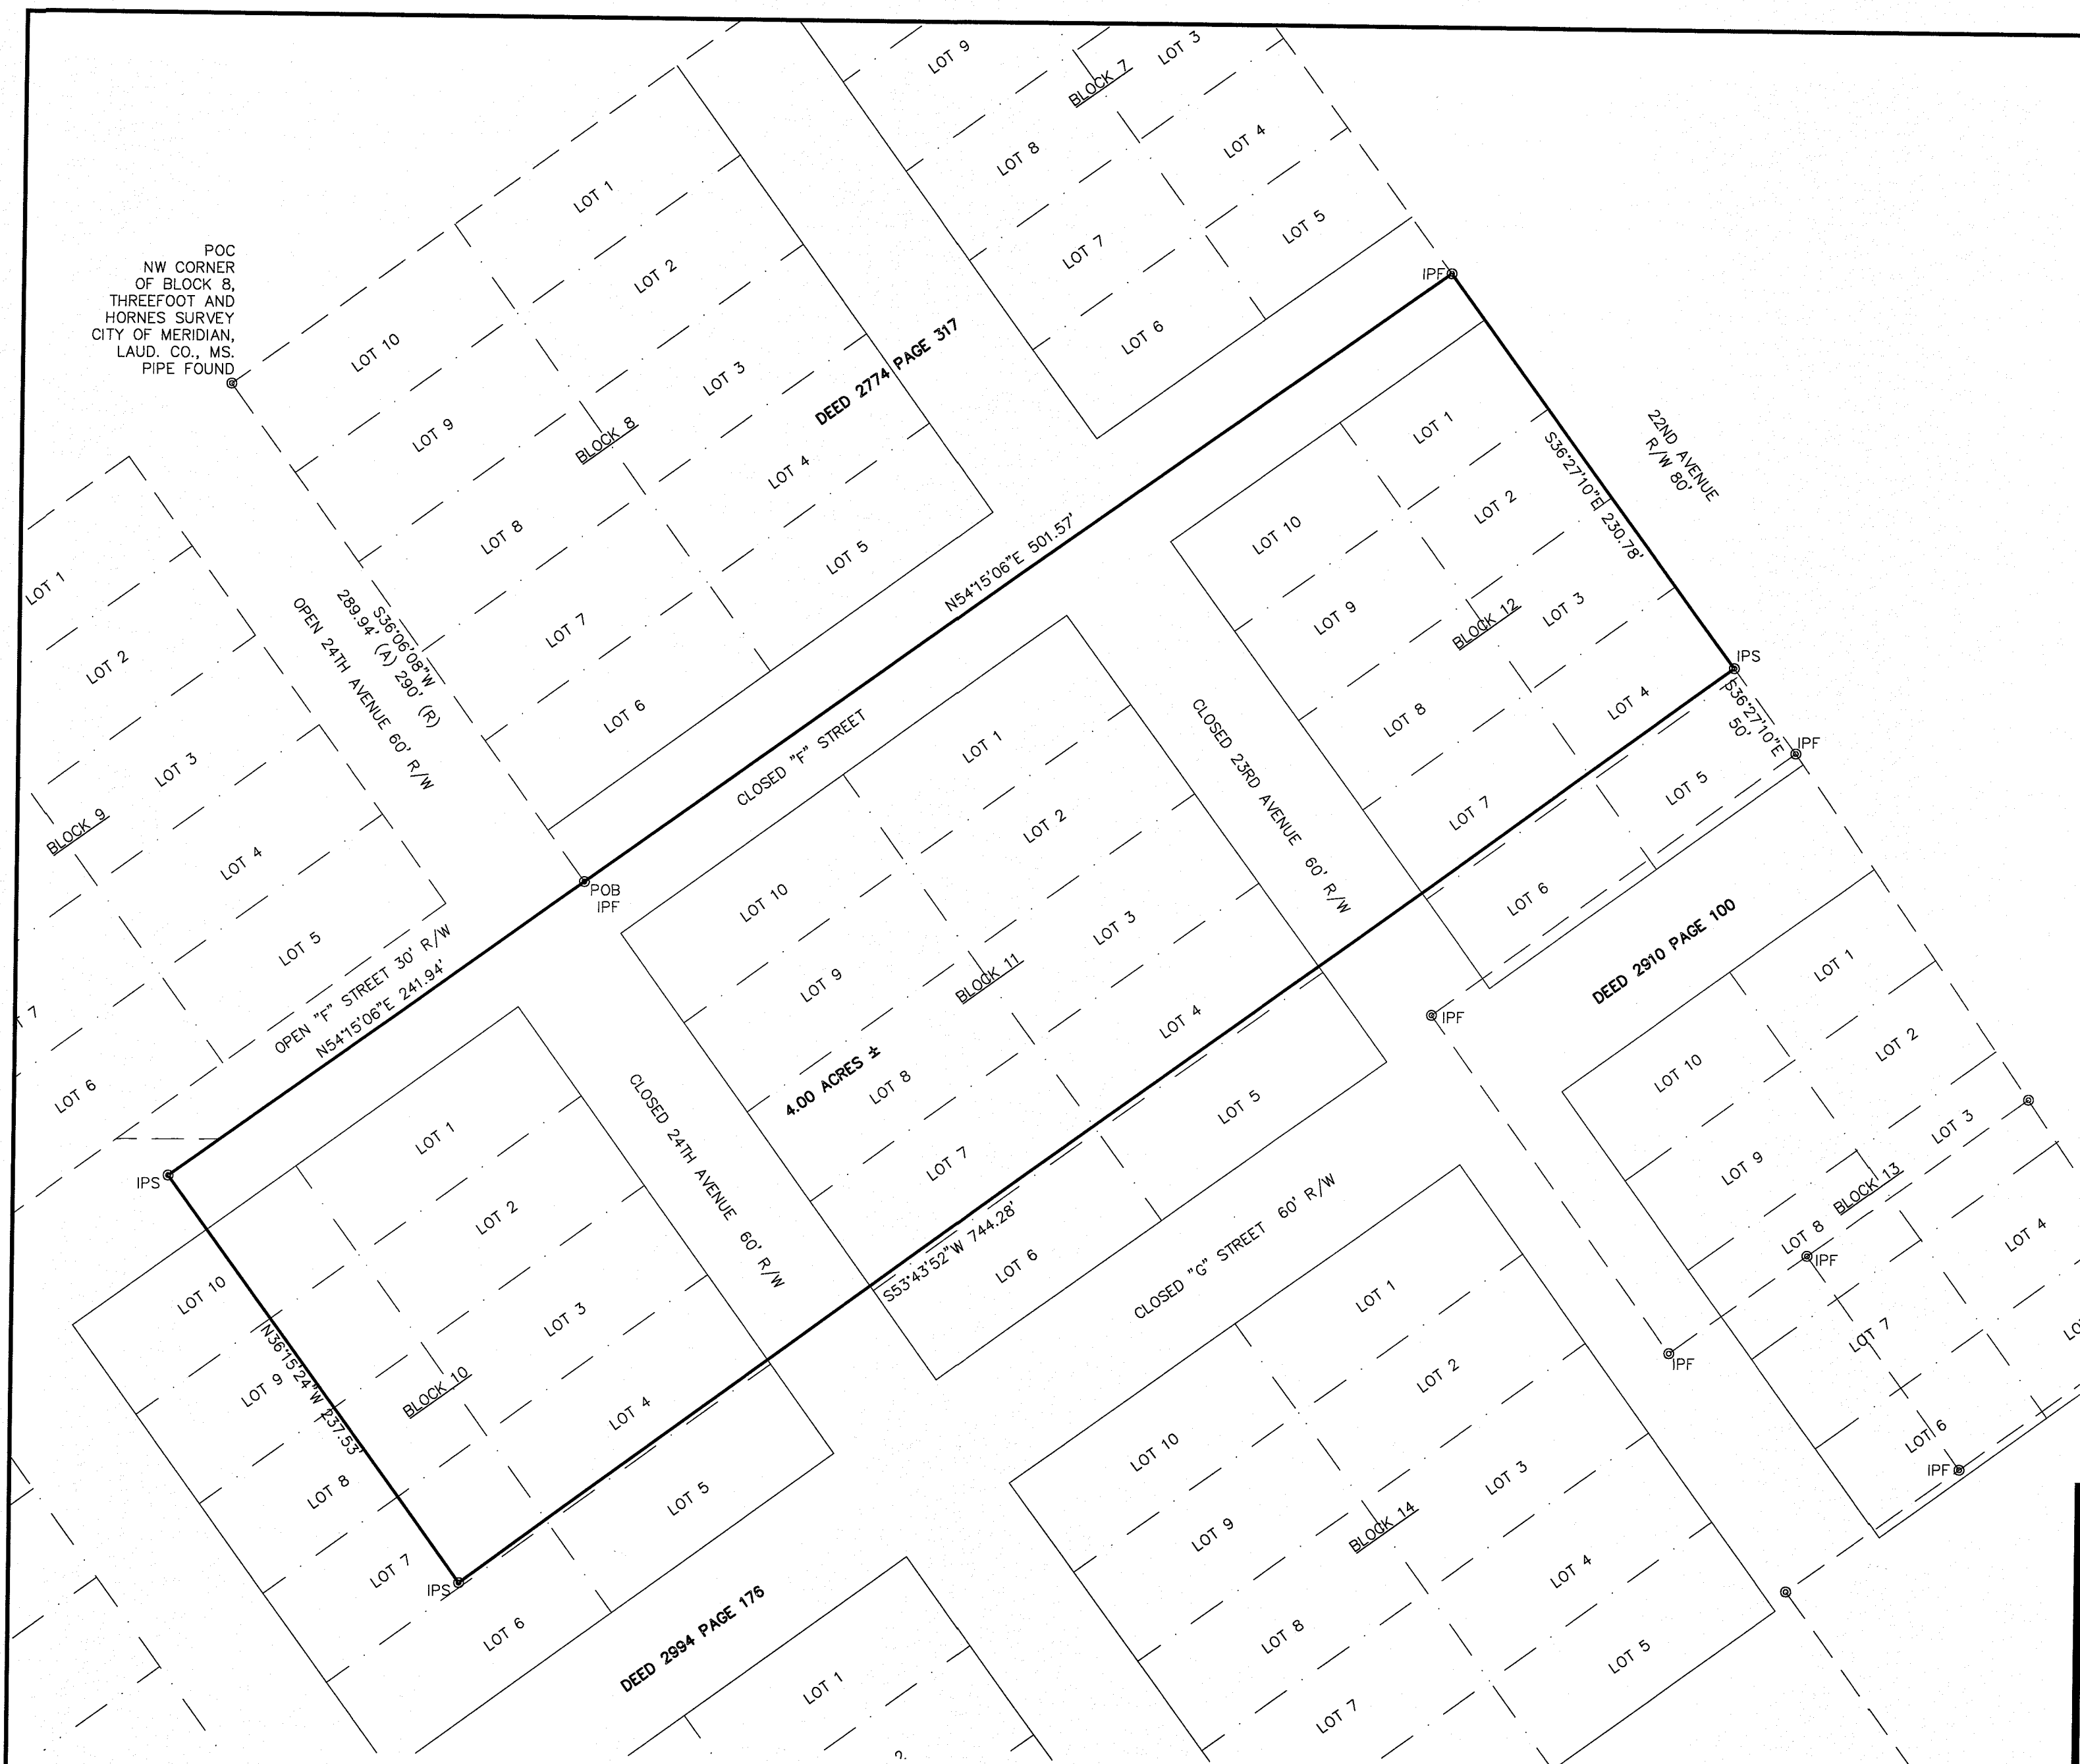 POC
NW CORNER
OF BLOCK 8,
THREEFOOT AND
HORNES SURVEY
CITY OF MERIDIAN,
LAUD. CO., MS.
PIPE FOUND
LOT 9
BLOCK 7
LOT 3
LOT 8
LOT 4
LOT 7
LOT 5
LOT 6
LOT 1
LOT 2
LOT 10
LOT 3
LOT 9
BLOCK 8
LOT 4
LOT 8
LOT 5
LOT 7
LOT 6
DEED 2774 PAGE 317
IPF
22ND AVENUE
R/W 80'
S36°27'10"E 230.78'
N54°15'06"E 501.57'
S36°06'08"W
289.94' (A) 290' (R)
OPEN 24TH AVENUE 60' R/W
LOT 1
LOT 2
LOT 3
BLOCK 9
LOT 4
LOT 5
7
LOT 6
OPEN "F" STREET 30' R/W
N54°15'06"E 241.94'
POB
IPF
CLOSED "F" STREET
LOT 1
LOT 10
LOT 2
LOT 9
BLOCK 12
LOT 3
LOT 8
LOT 4
LOT 7
LOT 5
LOT 6
IPS
S36°27'10"E
50'
IPF
CLOSED 23RD AVENUE 60' R/W
LOT 1
LOT 2
LOT 10
LOT 3
LOT 9
BLOCK 11
LOT 4
4.00 ACRES ±
LOT 8
LOT 5
LOT 7
LOT 6
S53°43'52"W 744.28'
CLOSED 24TH AVENUE 60' R/W
IPS
LOT 1
LOT 2
LOT 10
LOT 3
LOT 9
N36°15'24"W 237.53'
BLOCK 10
LOT 4
LOT 8
LOT 5
LOT 7
IPS
LOT 6
DEED 2994 PAGE 176
LOT 1
2
CLOSED "G" STREET 60' R/W
LOT 1
LOT 2
LOT 10
LOT 3
LOT 9
BLOCK 14
LOT 4
LOT 8
LOT 5
LOT 7
DEED 2910 PAGE 100
IPF
LOT 1
LOT 2
LOT 10
LOT 3
LOT 9
BLOCK 13
LOT 8
IPF
LOT 4
LOT 7
LO
IPF
LOT 6
IPF